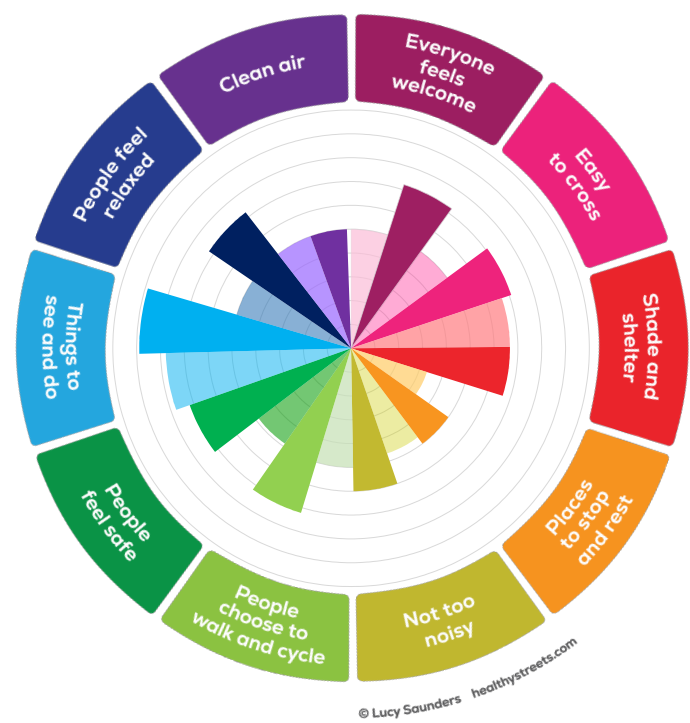 Everyone
feels
welcome
Easy
to cross
Shade and
shelter
Places
to stop
and rest
Not too
noisy
People
choose to
walk and cycle
People
feel safe
Things to
see and do
People feel
relaxed
Clean air
© Lucy Saunders healthystreets.com